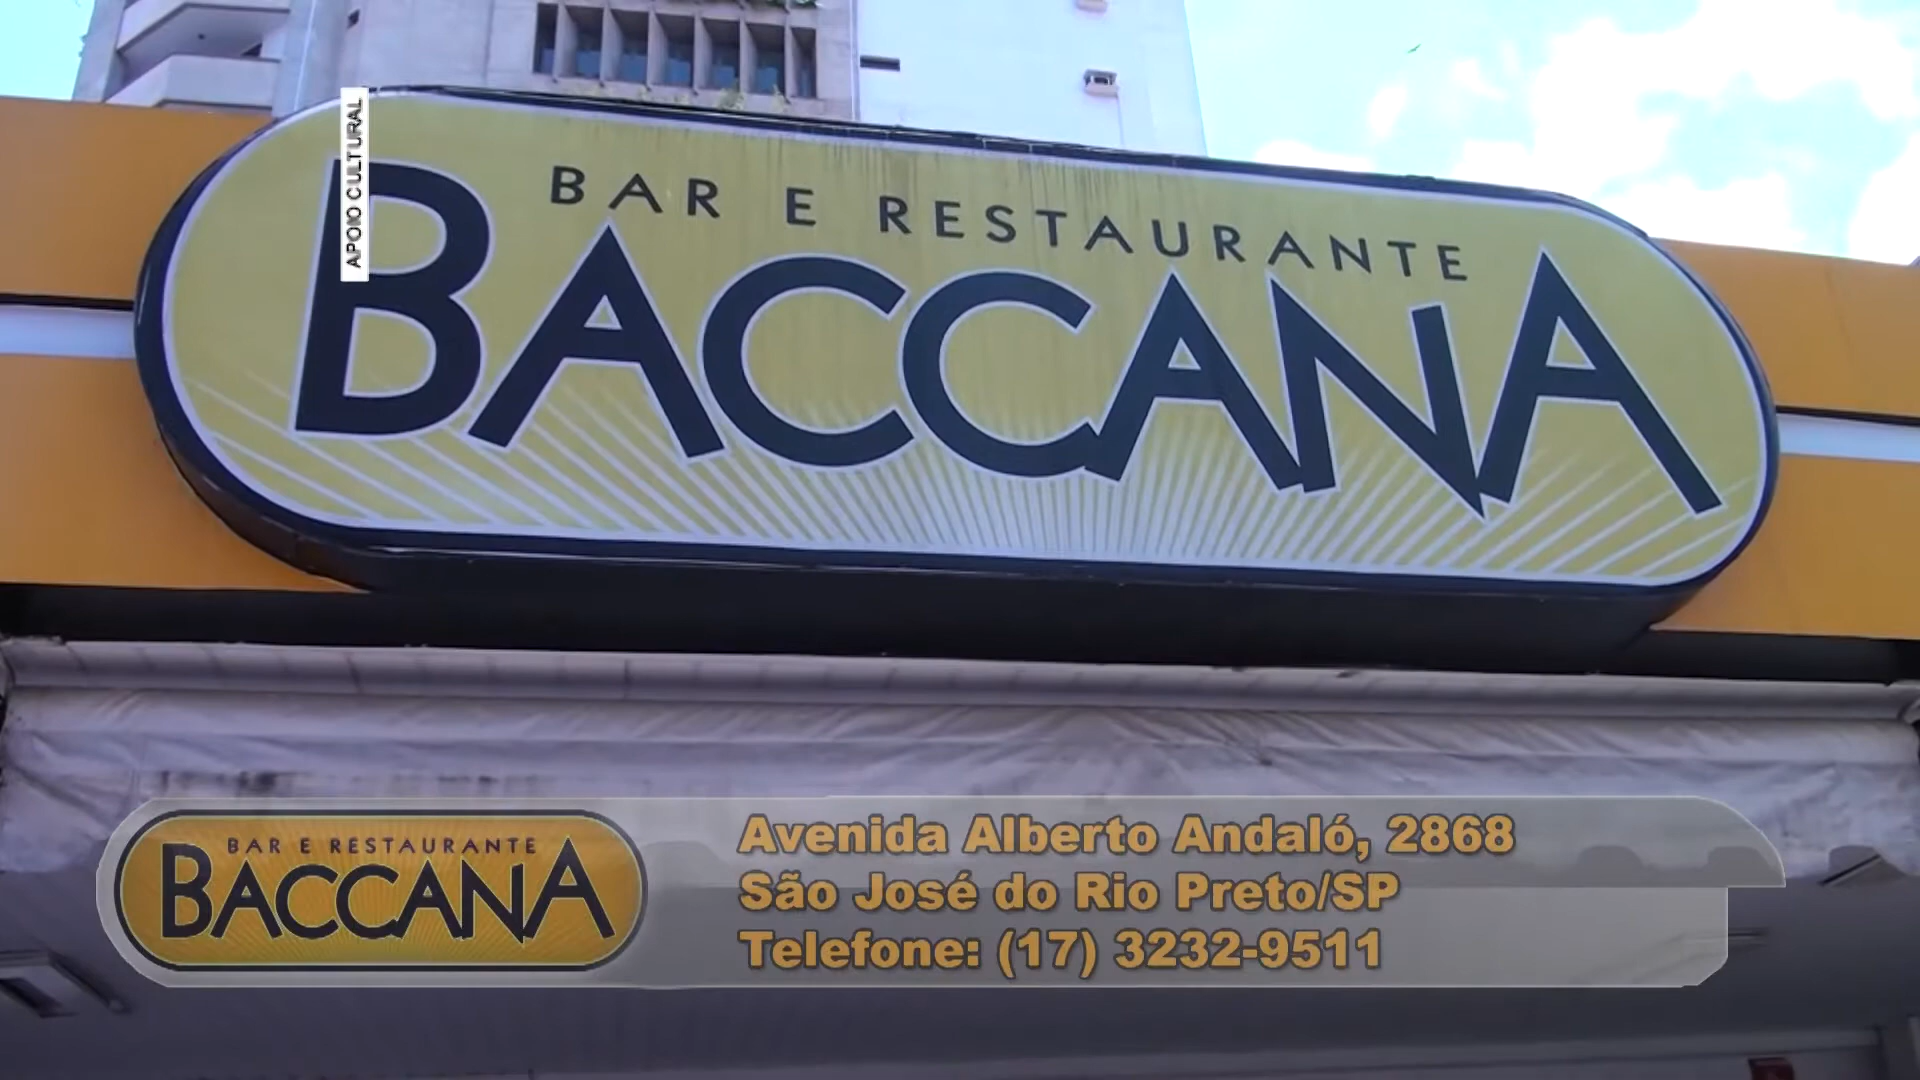 APOIO CULTURAL
BAR E RESTAURANTE
BACCANA
BAR E RESTAURANTE
BACCANA
Avenida Alberto Andaló, 2868
São José do Rio Preto/SP
Telefone: (17) 3232-9511